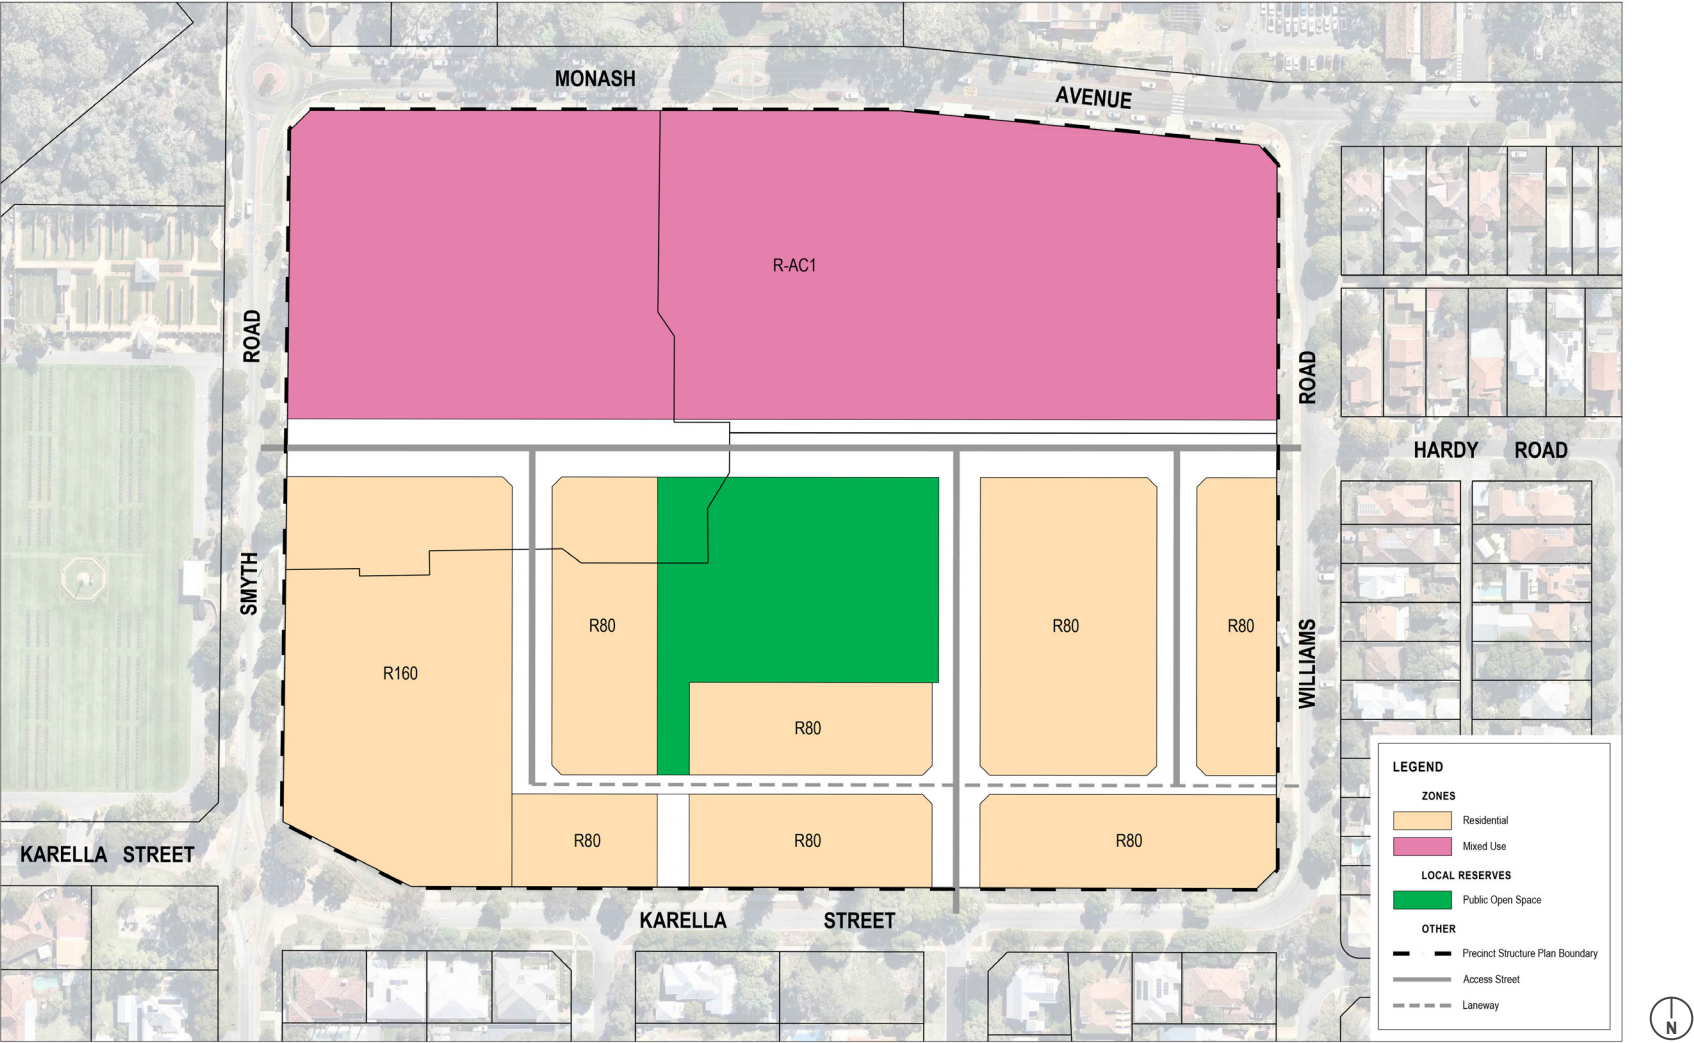 MONASH
AVENUE
R-AC1
ROAD
ROAD
HARDY ROAD
SMYTH
R80
R80
R80
WILLIAMS
R160
R80
KARELLA STREET
R80
R80
R80
KARELLA STREET
LEGEND
ZONES
Residential
Mixed Use
LOCAL RESERVES
Public Open Space
OTHER
Precinct Structure Plan Boundary
Access Street
Laneway
N